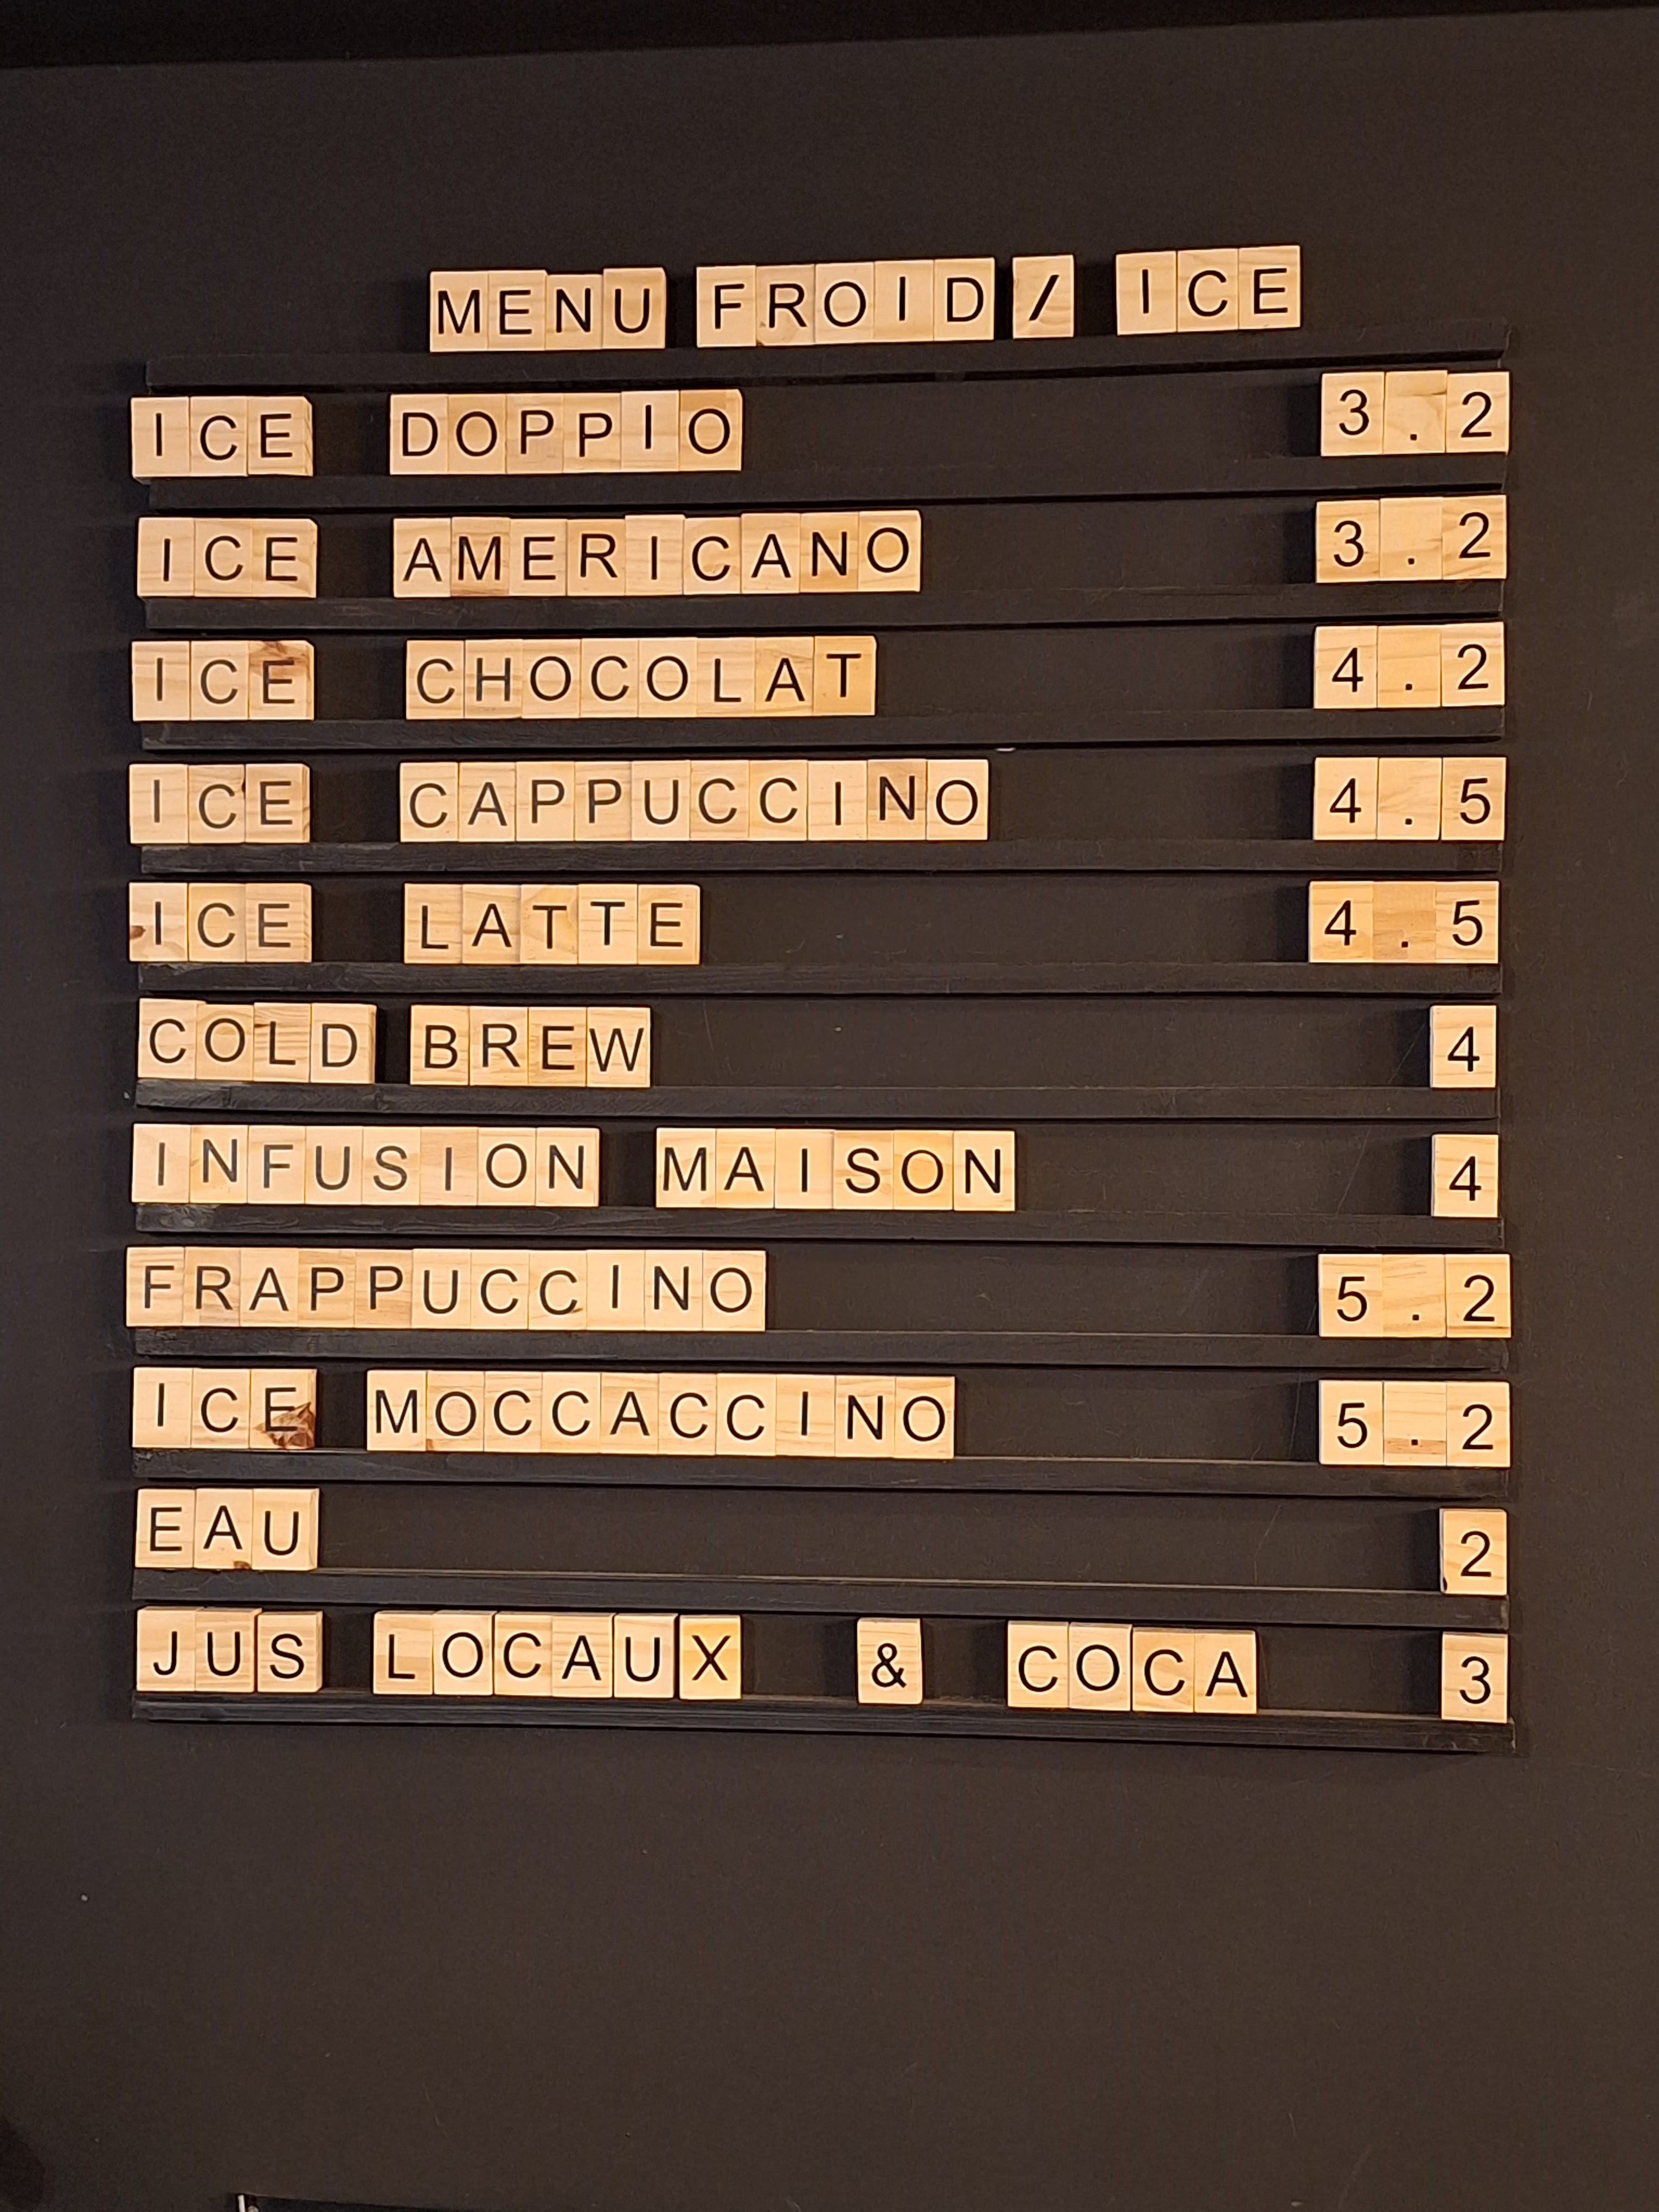 MENU FROID / ICE
ICE DOPPIO 3.2
ICE AMERICANO 3.2
ICE CHOCOLAT 4.2
ICE CAPPUCCINO 4.5
ICE LATTE 4.5
COLD BREW 4
INFUSION MAISON 4
FRAPPUCCINO 5.2
ICE MOCCACCINO 5.2
EAU 2
JUS LOCAUX & COCA 3